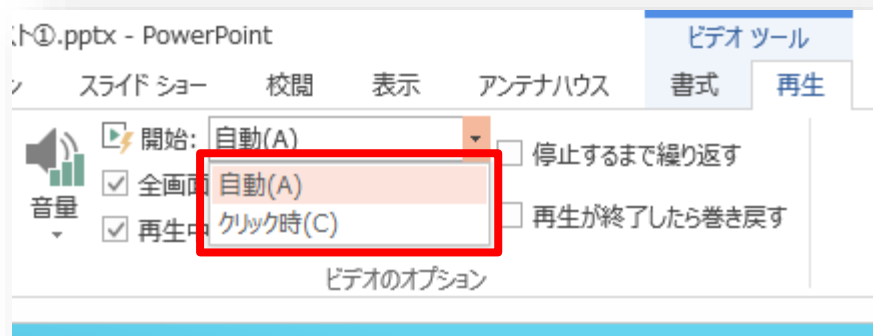 ト①.pptx - PowerPoint
ビデオ ツール
スライド ショー 校閲 表示 アンテナハウス 書式 再生
開始: 自動(A)
停止するまで繰り返す
全画面 自動(A)
音量
クリック時(C)
再生中
再生が終了したら巻き戻す
ビデオのオプション